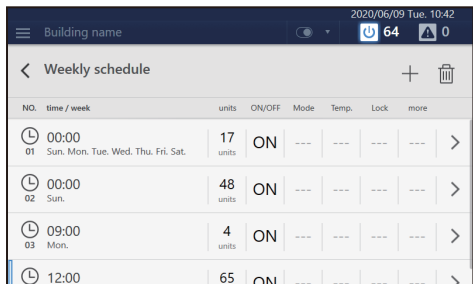 2020/06/09 Tue. 10:42
Building name 64 0
Weekly schedule
NO. time / week units ON/OFF Mode Temp. Lock more
00:00 17 ON --- --- --- ---
01 Sun. Mon. Tue. Wed. Thu. Fri. Sat. units
00:00 48 ON --- --- --- ---
02 Sun. units
09:00 4 ON --- --- --- ---
03 Mon. units
12:00 65 ON --- --- --- ---